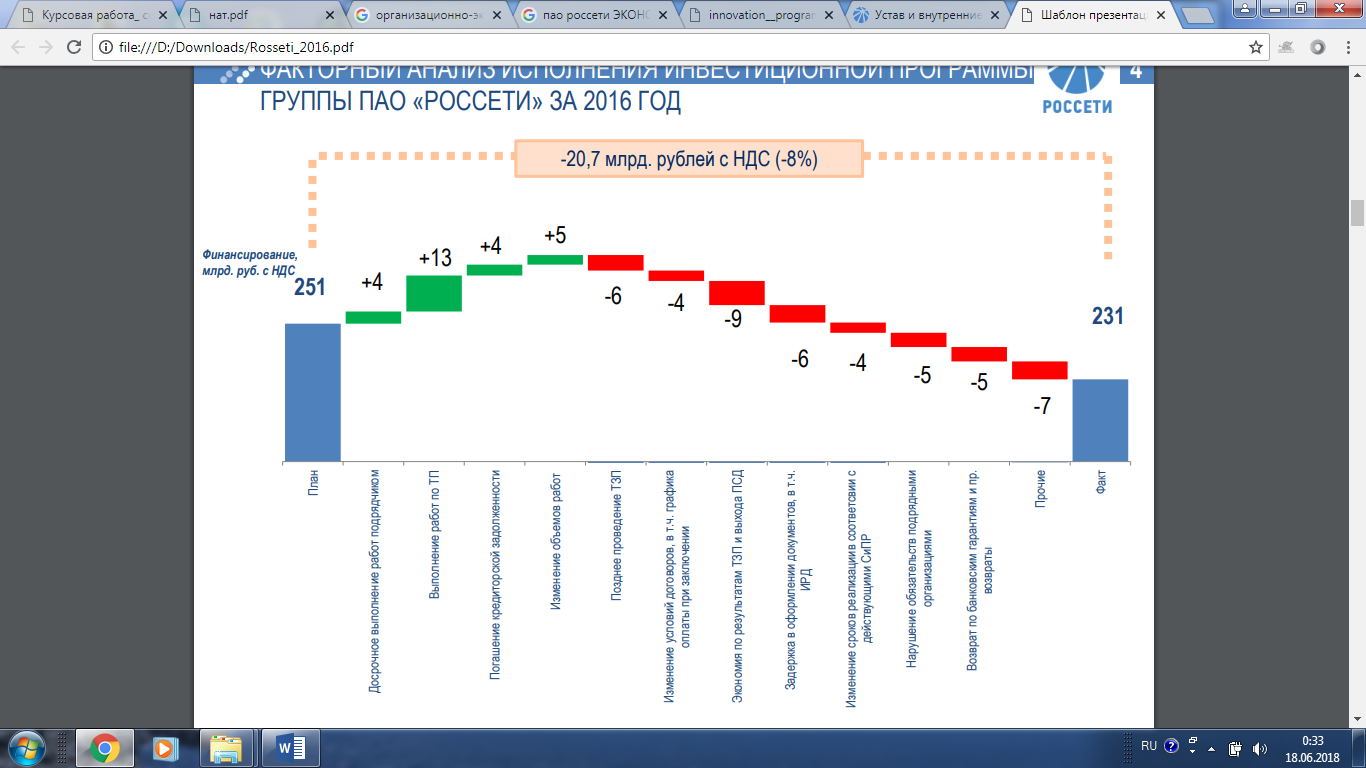 Курсовая работа_ с
нат.pdf
организационно-эк
пао россети ЭКОНО
innovation__program
Устав и внутренние
Шаблон презентац
file:///D:/Downloads/Rosseti_2016.pdf
ФАКТОРНЫЙ АНАЛИЗ ИСПОЛНЕНИЯ ИНВЕСТИЦИОННОЙ ПРОГРАММЫ
4
ГРУППЫ ПАО «РОССЕТИ» ЗА 2016 ГОД
РОССЕТИ
-20,7 млрд. рублей с НДС (-8%)
Финансирование,
млрд. руб. с НДС
251
+4
+13
+4
+5
-6
-4
-9
-6
-4
-5
-5
-7
231
План
Досрочное выполнение работ подрядчиком
Выполнение работ по ТП
Погашение кредиторской задолженности
Изменение объемов работ
Позднее проведение ТЗП
Изменение условий договоров, в т.ч. графика
оплаты при заключении
Экономия по результатам ТЗП и выхода ПСД
Задержка в оформлении документов, в т.ч.
ИРД
Изменение сроков реализации в соответсвии с
действующими СиПР
Нарушение обязательств подрядными
организациями
Возврат по банковским гарантиям и пр.
возвраты
Прочие
Факт
RU
0:33
18.06.2018